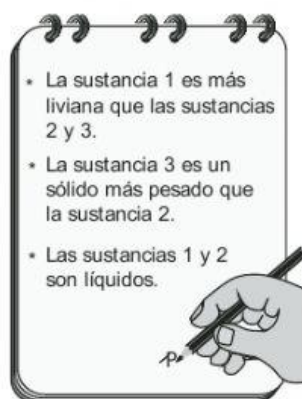 * La sustancia 1 es más
liviana que las sustancias
2 y 3.
* La sustancia 3 es un
sólido más pesado que
la sustancia 2.
* Las sustancias 1 y 2
son líquidos.
P